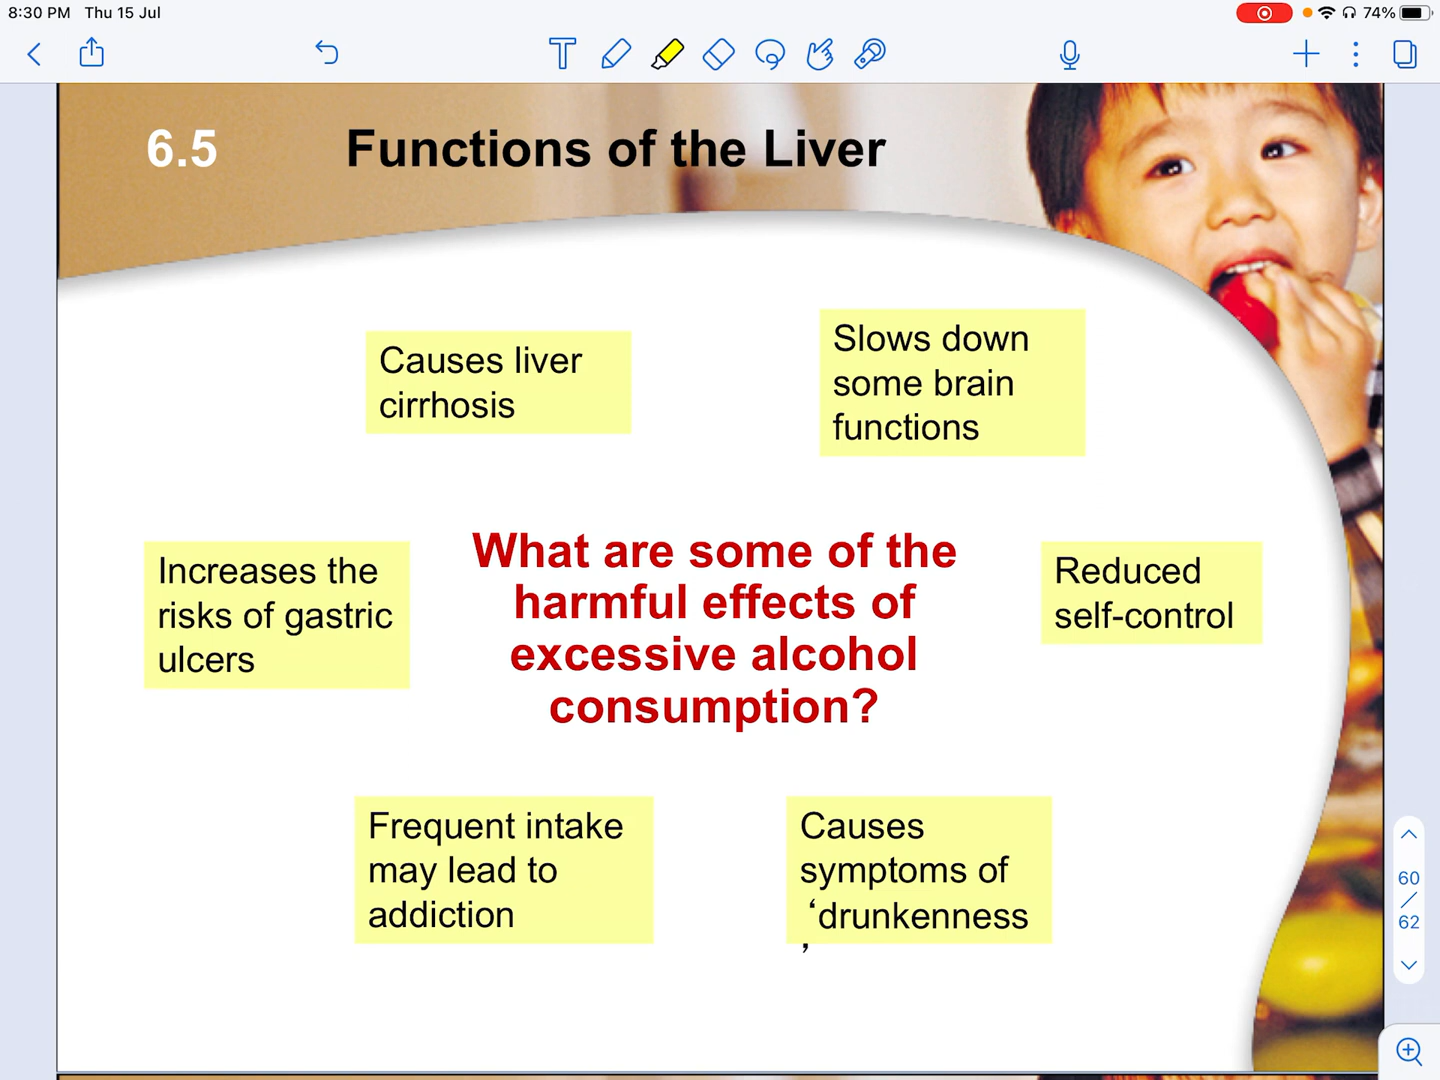 8:30 PM Thu 15 Jul
74%
6.5 Functions of the Liver
Causes liver
cirrhosis
Slows down
some brain
functions
Increases the
risks of gastric
ulcers
What are some of the
harmful effects of
excessive alcohol
consumption?
Reduced
self-control
Frequent intake
may lead to
addiction
Causes
symptoms of
‘drunkenness
’
60
/
62